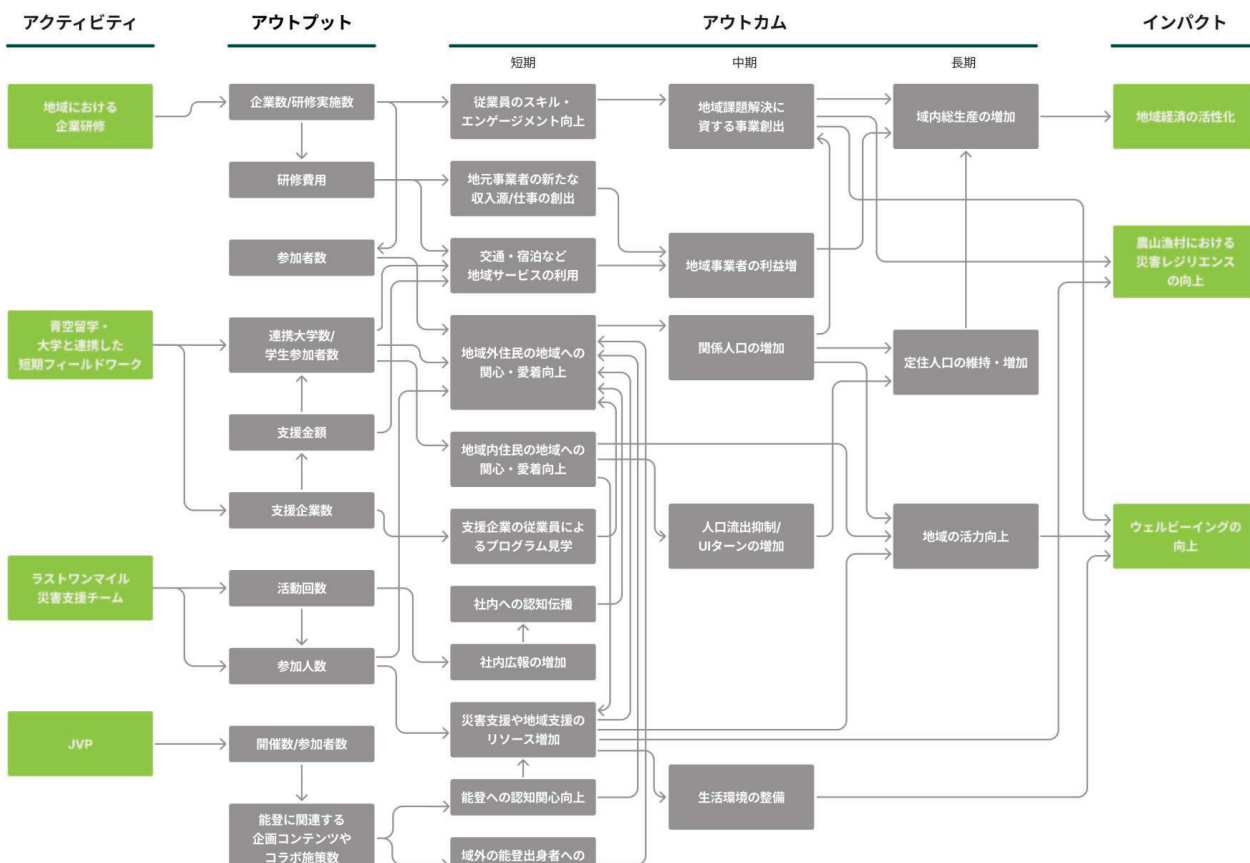 アクティビティ
アウトプット
アウトカム
インパクト
短期
中期
長期
地域における
企業研修
青空留学・
大学と連携した
短期フィールドワーク
ラストワンマイル
災害支援チーム
JVP
企業数/研修実施数
研修費用
参加者数
連携大学数/
学生参加者数
支援金額
支援企業数
活動回数
参加人数
開催数/参加者数
能登に関連する
企画コンテンツや
コラボ施策数
従業員のスキル・
エンゲージメント向上
地元事業者の新たな
収入源/仕事の創出
交通・宿泊など
地域サービスの利用
地域外住民の地域への
関心・愛着向上
地域内住民の地域への
関心・愛着向上
支援企業の従業員によ
るプログラム見学
社内への認知伝播
社内広報の増加
災害支援や地域支援の
リソース増加
能登への認知関心向上
域外の能登出身者への
地域課題解決に
資する事業創出
地域事業者の利益増
関係人口の増加
人口流出抑制/
UIターンの増加
生活環境の整備
域内総生産の増加
定住人口の維持・増加
地域の活力向上
地域経済の活性化
農山漁村における
災害レジリエンス
の向上
ウェルビーイングの
向上